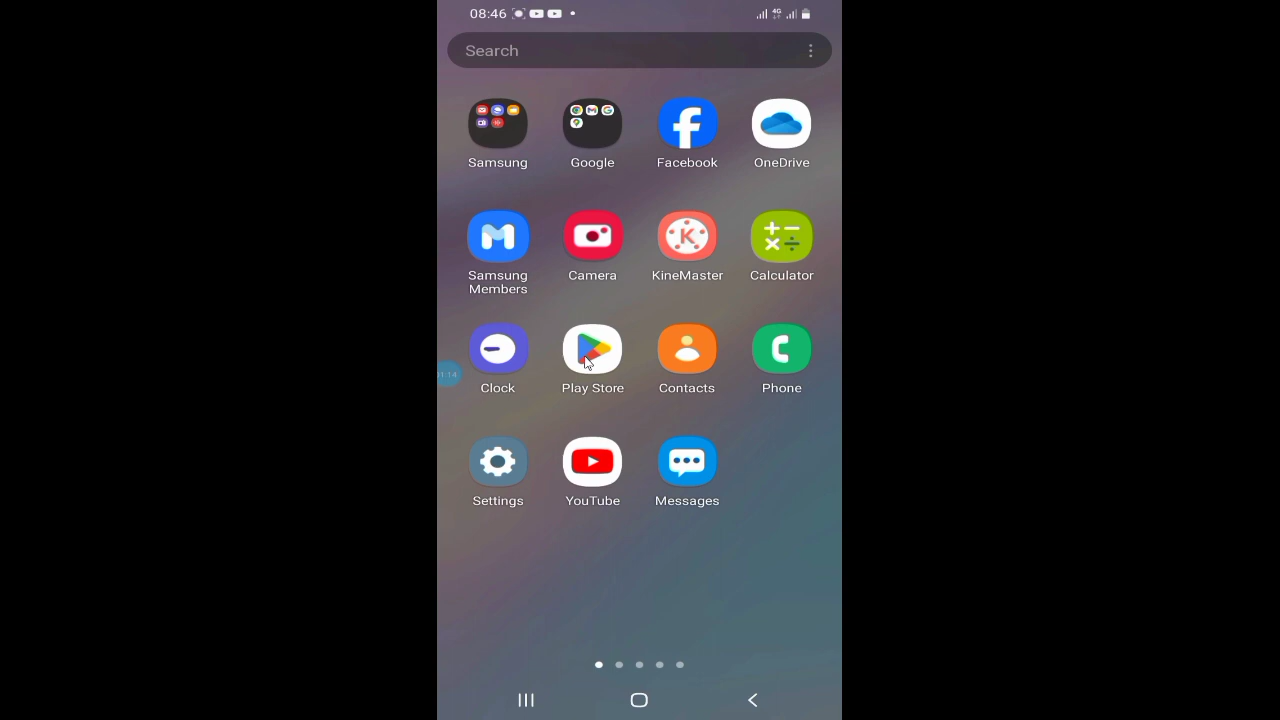 08:46
4G
Search
Samsung
Google
Facebook
OneDrive
Samsung
Members
Camera
KineMaster
Calculator
Clock
Play Store
Contacts
Phone
Settings
YouTube
Messages